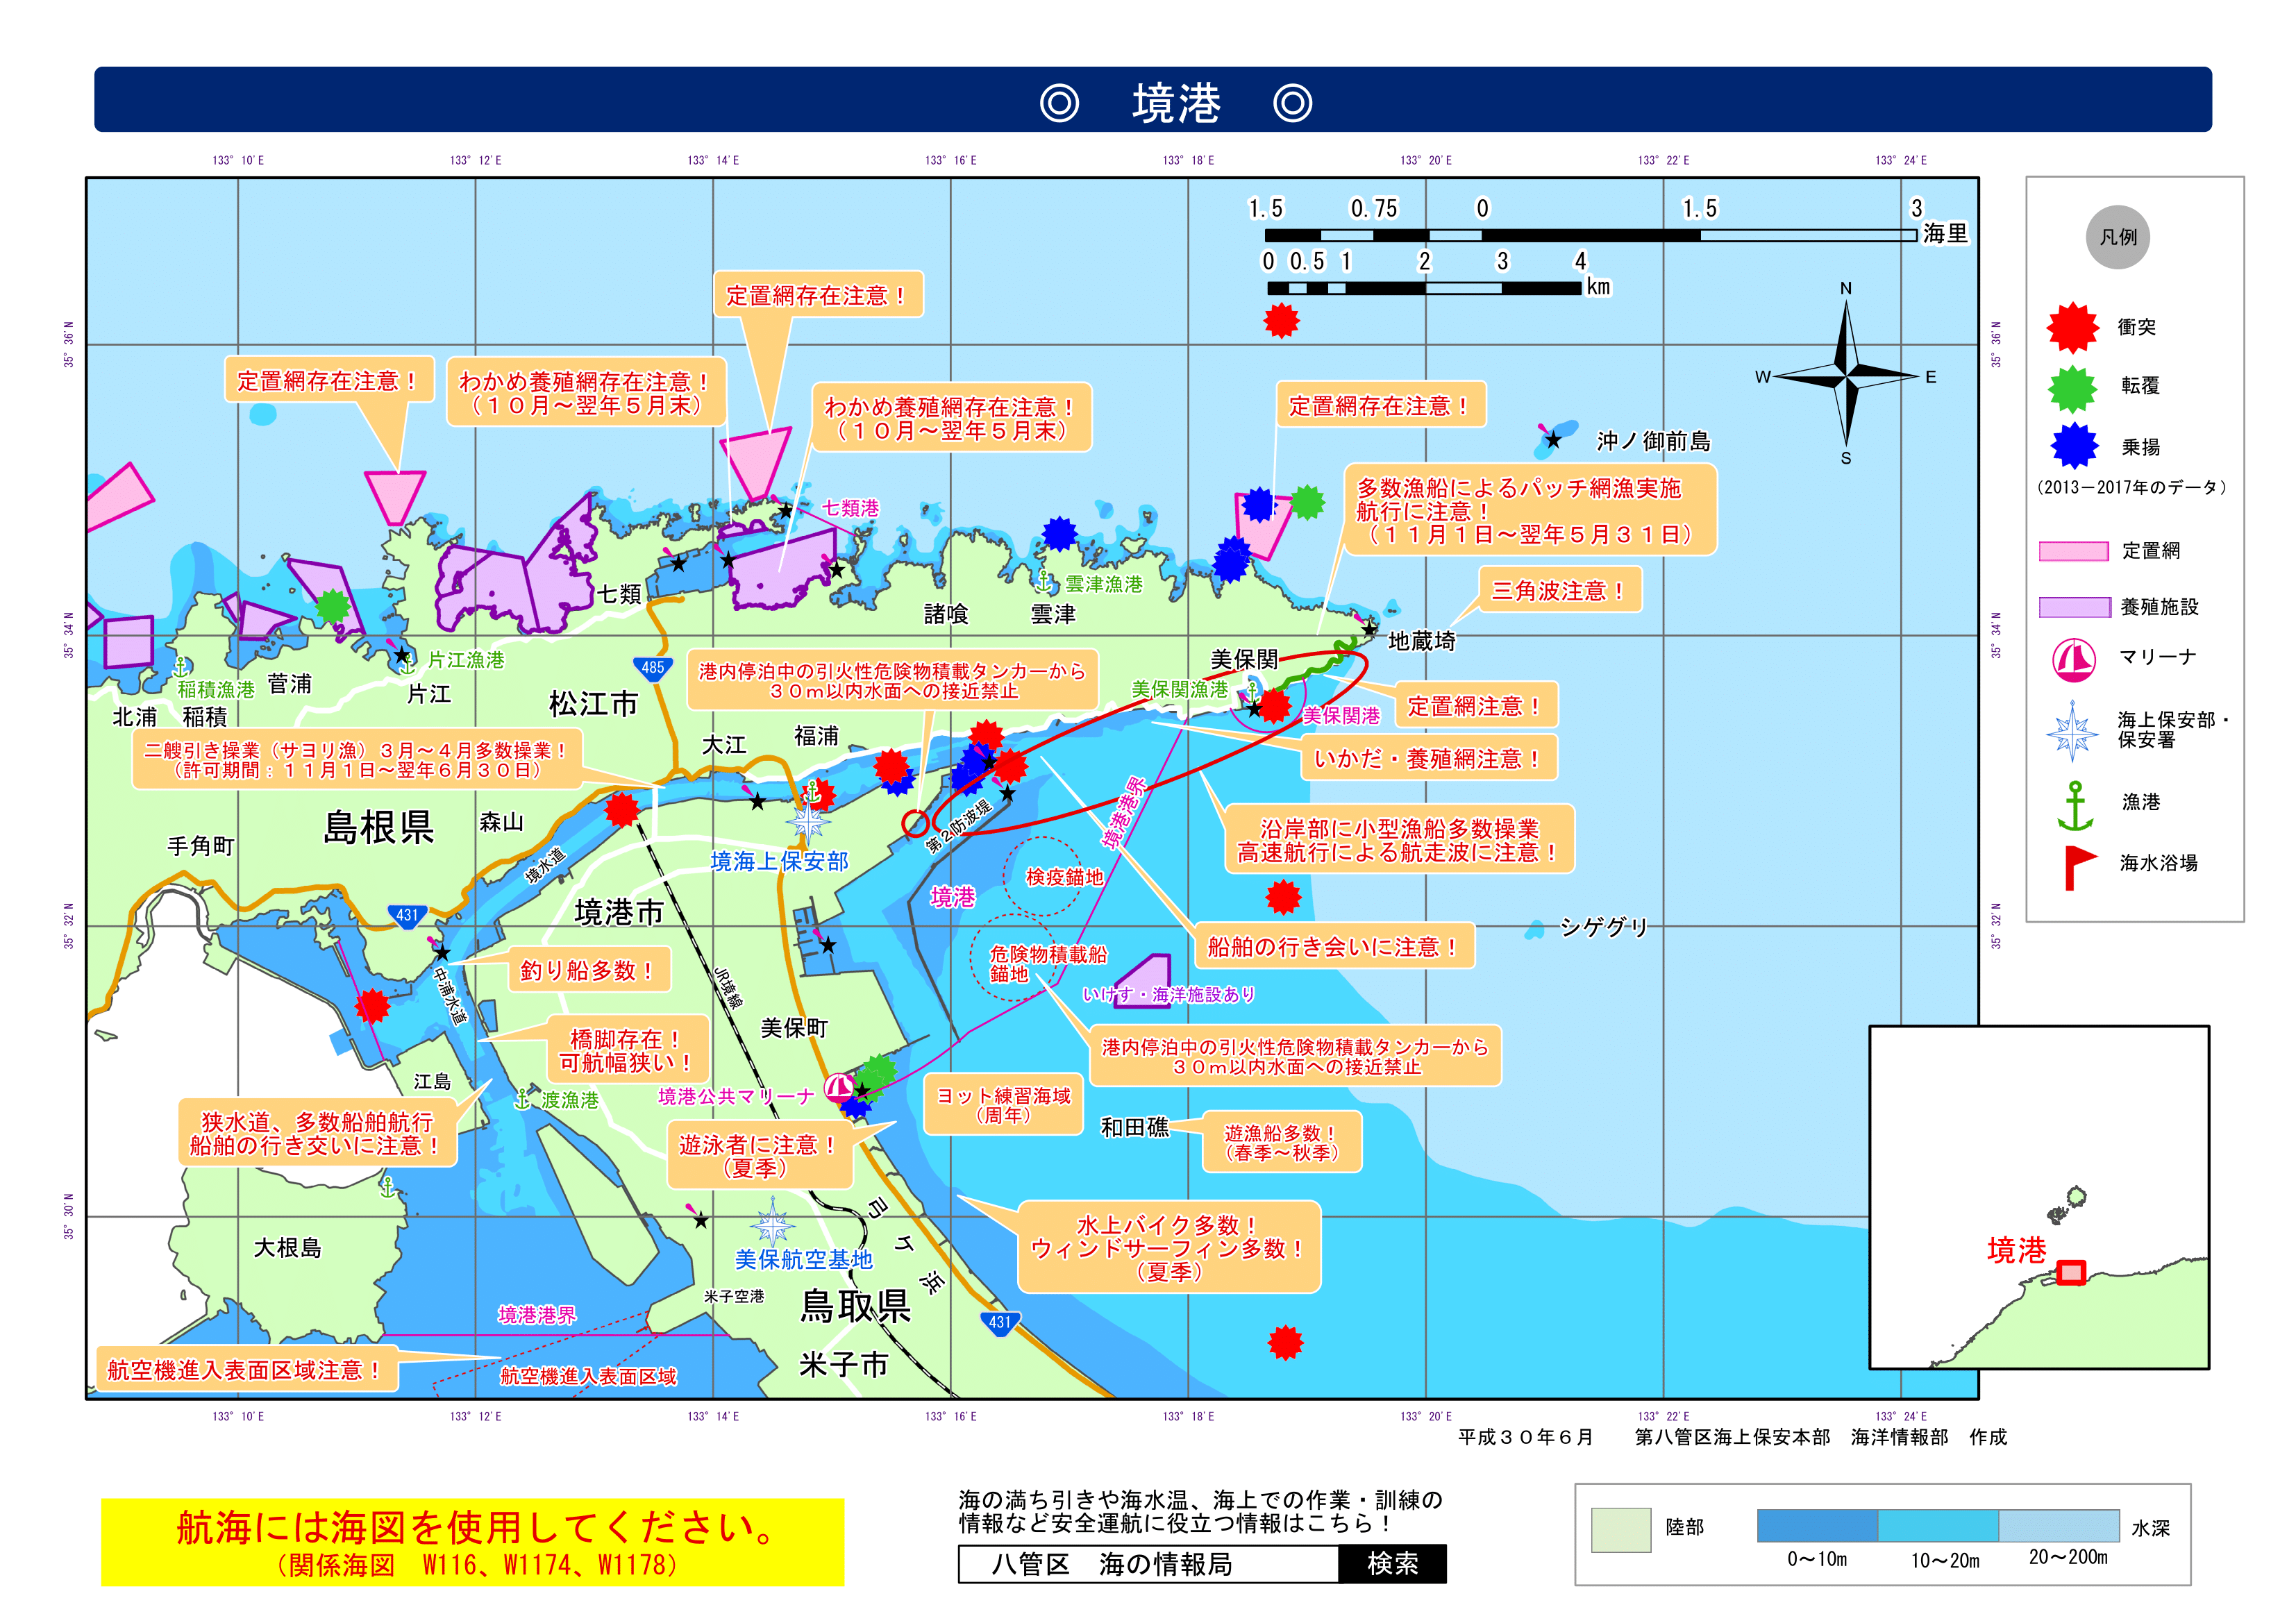 ◎ 境港 ◎
133° 10' E 133° 12' E 133° 14' E 133° 16' E 133° 18' E 133° 20' E 133° 22' E 133° 24' E
1.5 0.75 0 1.5 3
海里
0 0.5 1 2 3 4
km
N
W E
S
35° 36' N
35° 36' N
35° 34' N
35° 34' N
35° 32' N
35° 32' N
35° 30' N
定置網存在注意！
定置網存在注意！
わかめ養殖網存在注意！
（１０月～翌年５月末）
わかめ養殖網存在注意！
（１０月～翌年５月末）
定置網存在注意！
沖ノ御前島
多数漁船によるパッチ網漁実施
航行に注意！
（１１月１日～翌年５月３１日）
七類港
七類
雲津漁港
諸喰
雲津
三角波注意！
地蔵埼
美保関
美保関漁港
美保関港
片江漁港
片江
稲積漁港
菅浦
北浦
稲積
松江市
485
港内停泊中の引火性危険物積載タンカーから
３０ｍ以内水面への接近禁止
定置網注意！
いかだ・養殖網注意！
二艘引き操業（サヨリ漁）３月～４月多数操業！
（許可期間：１１月１日～翌年６月３０日）
大江
福浦
島根県
森山
手角町
境水道
第２防波堤
境港港界
沿岸部に小型漁船多数操業
高速航行による航走波に注意！
境海上保安部
検疫錨地
境港
境港市
431
シゲグリ
船舶の行き会いに注意！
危険物積載船
錨地
釣り船多数！
中浦水道
JR境線
いけす・海洋施設あり
橋脚存在！
可航幅狭い！
美保町
港内停泊中の引火性危険物積載タンカーから
３０ｍ以内水面への接近禁止
江島
渡漁港
境港公共マリーナ
ヨット練習海域
（周年）
狭水道、多数船舶航行
船舶の行き交いに注意！
遊泳者に注意！
（夏季）
和田礁
遊漁船多数！
（春季～秋季）
弓ケ浜
水上バイク多数！
ウィンドサーフィン多数！
（夏季）
大根島
美保航空基地
米子空港
鳥取県
431
米子市
境港港界
航空機進入表面区域注意！
航空機進入表面区域
境港
133° 10' E 133° 12' E 133° 14' E 133° 16' E 133° 18' E 133° 20' E 133° 22' E 133° 24' E
凡例
衝突
転覆
乗揚
（2013－2017年のデータ）
定置網
養殖施設
マリーナ
海上保安部・
保安署
漁港
海水浴場
平成３０年６月 第八管区海上保安本部 海洋情報部 作成
航海には海図を使用してください。
（関係海図 W116、W1174、W1178）
海の満ち引きや海水温、海上での作業・訓練の
情報など安全運航に役立つ情報はこちら！
八管区 海の情報局 検索
陸部
水深
0～10m 10～20m 20～200m